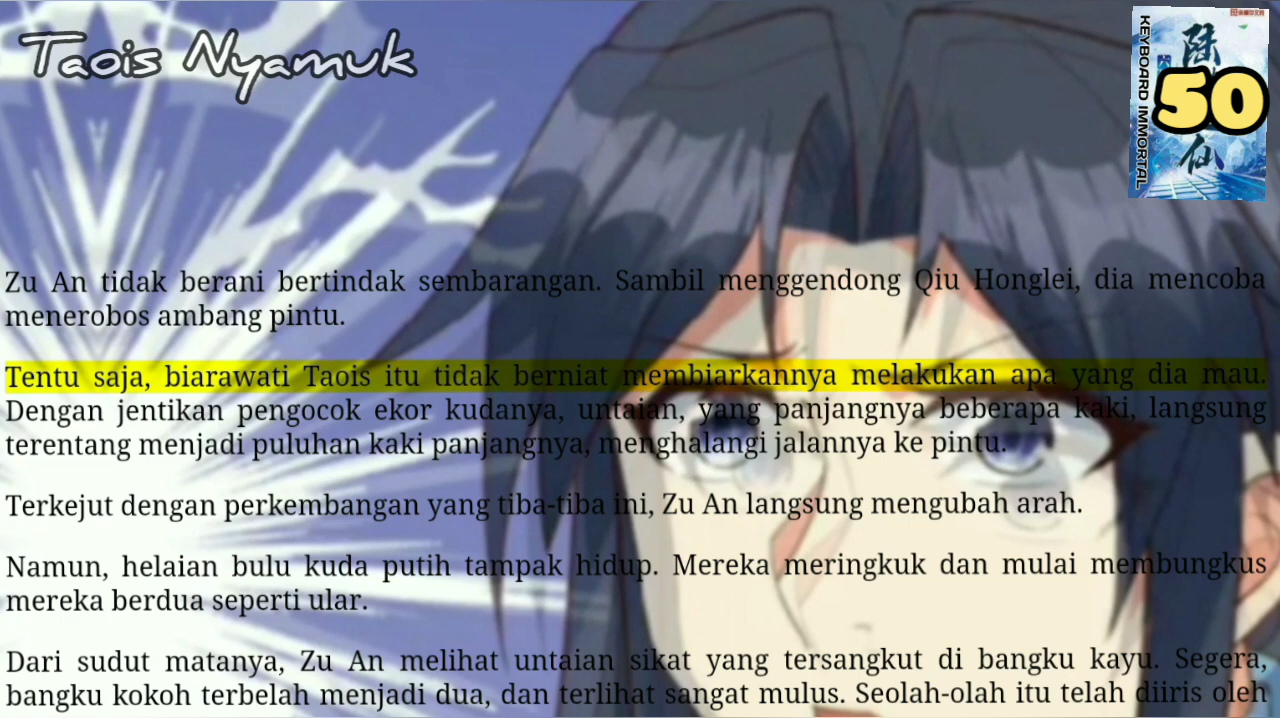 Taois Nyamuk
KEYBOARD IMMORTAL
陆
仙
50
Zu An tidak berani bertindak sembarangan. Sambil menggendong Qiu Honglei, dia mencoba
menerobos ambang pintu.
Tentu saja, biarawati Taois itu tidak berniat membiarkannya melakukan apa yang dia mau.
Dengan jentikan pengocok ekor kudanya, untaian, yang panjangnya beberapa kaki, langsung
terentang menjadi puluhan kaki panjangnya, menghalangi jalannya ke pintu.
Terkejut dengan perkembangan yang tiba-tiba ini, Zu An langsung mengubah arah.
Namun, helaian bulu kuda putih tampak hidup. Mereka meringkuk dan mulai membungkus
mereka berdua seperti ular.
Dari sudut matanya, Zu An melihat untaian sikat yang tersangkut di bangku kayu. Segera,
bangku kokoh terbelah menjadi dua, dan terlihat sangat mulus. Seolah-olah itu telah diiris oleh